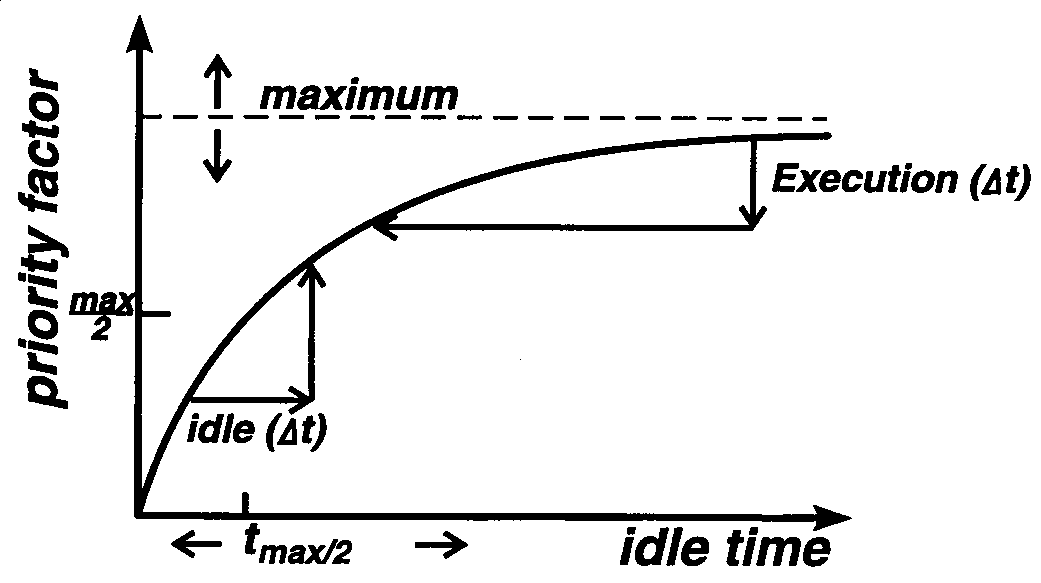 maximum
priority factor
Execution (Δt)
max
2
idle (Δt)
tmax/2
idle time